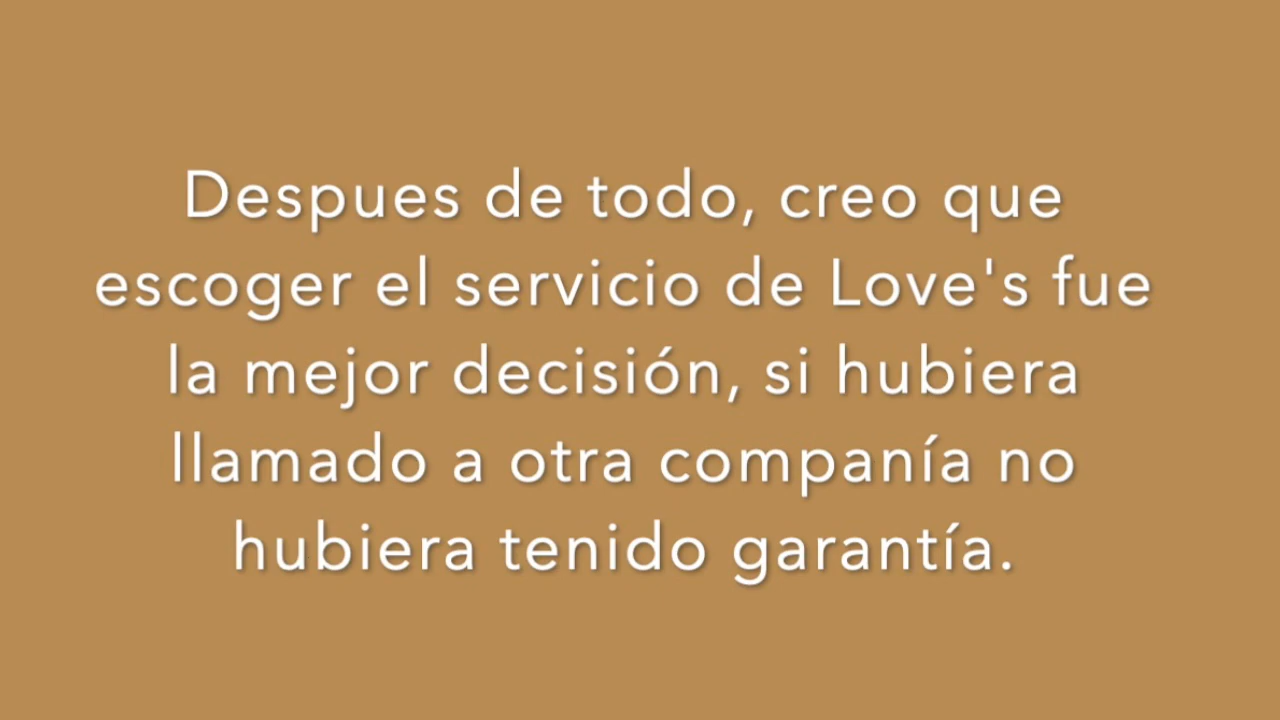 Despues de todo, creo que
escoger el servicio de Love's fue
la mejor decisión, si hubiera
llamado a otra companía no
hubiera tenido garantía.